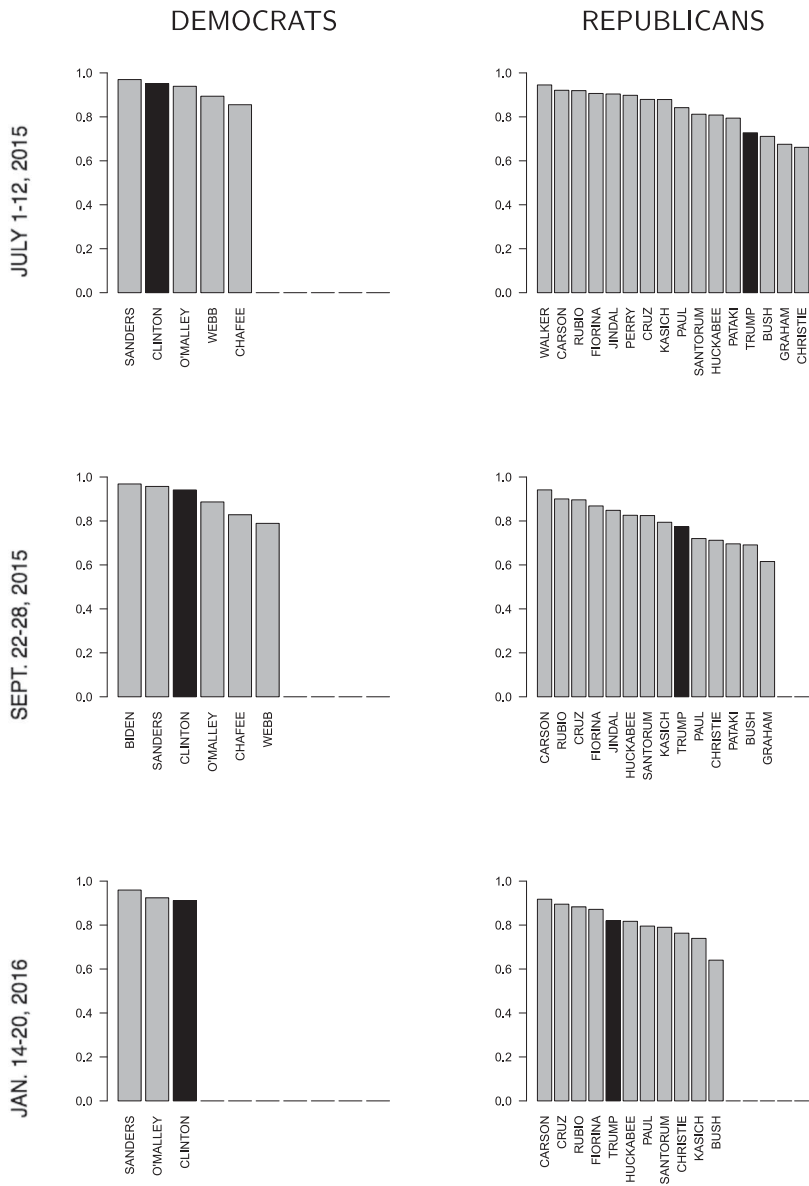 DEMOCRATS
REPUBLICANS
JULY 1-12, 2015
1.0
0.8
0.6
0.4
0.2
0.0
SANDERS
CLINTON
O'MALLEY
WEBB
CHAFEE
1.0
0.8
0.6
0.4
0.2
0.0
WALKER
CARSON
RUBIO
FIORINA
JINDAL
PERRY
CRUZ
KASICH
PAUL
SANTORUM
HUCKABEE
PATAKI
TRUMP
BUSH
GRAHAM
CHRISTIE
SEPT. 22-28, 2015
1.0
0.8
0.6
0.4
0.2
0.0
BIDEN
SANDERS
CLINTON
O'MALLEY
CHAFEE
WEBB
1.0
0.8
0.6
0.4
0.2
0.0
CARSON
RUBIO
CRUZ
FIORINA
JINDAL
HUCKABEE
SANTORUM
KASICH
TRUMP
PAUL
CHRISTIE
PATAKI
BUSH
GRAHAM
JAN. 14-20, 2016
1.0
0.8
0.6
0.4
0.2
0.0
SANDERS
O'MALLEY
CLINTON
1.0
0.8
0.6
0.4
0.2
0.0
CARSON
CRUZ
RUBIO
FIORINA
TRUMP
HUCKABEE
PAUL
SANTORUM
CHRISTIE
KASICH
BUSH